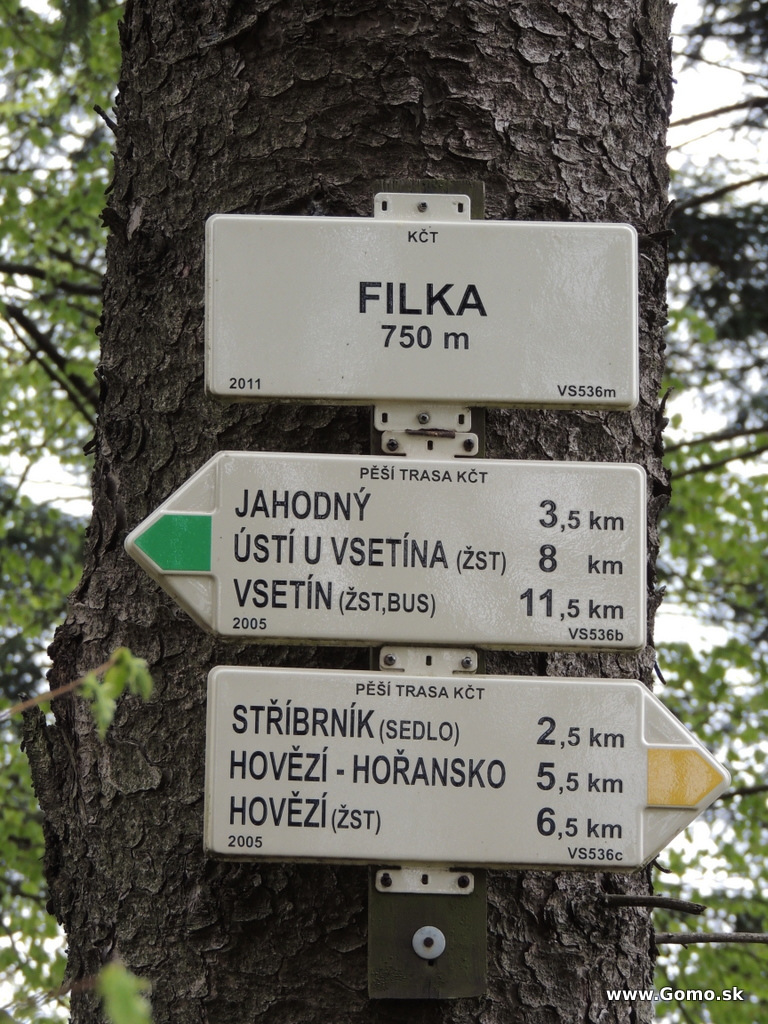 KČT
FILKA
750 m
2011 VS536m
PĚŠÍ TRASA KČT
JAHODNÝ 3,5 km
ÚSTÍ U VSETÍNA (ŽST) 8 km
VSETÍN (ŽST,BUS) 11,5 km
2005 VS536b
PĚŠÍ TRASA KČT
STŘÍBRNÍK (SEDLO) 2,5 km
HOVĚZÍ - HOŘANSKO 5,5 km
HOVĚZÍ (ŽST) 6,5 km
2005 VS536c
www.Gomo.sk